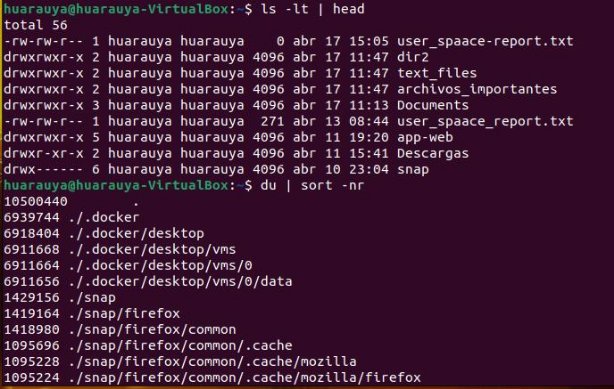 huarauya@huarauya-VirtualBox:~$ ls -lt | head
total 56
-rw-rw-r-- 1 huarauya huarauya    0 abr 17 15:05 user_spaace-report.txt
drwxrwxr-x 2 huarauya huarauya 4096 abr 17 11:47 dir2
drwxrwxr-x 2 huarauya huarauya 4096 abr 17 11:47 text_files
drwxrwxr-x 2 huarauya huarauya 4096 abr 17 11:47 archivos_importantes
drwxrwxr-x 3 huarauya huarauya 4096 abr 17 11:13 Documents
-rw-rw-r-- 1 huarauya huarauya  271 abr 13 08:44 user_spaace_report.txt
drwxrwxr-x 5 huarauya huarauya 4096 abr 11 19:20 app-web
drwxr-xr-x 2 huarauya huarauya 4096 abr 11 15:41 Descargas
drwx------ 6 huarauya huarauya 4096 abr 10 23:04 snap
huarauya@huarauya-VirtualBox:~$ du | sort -nr
10500440        .
6939744 ./.docker
6918404 ./.docker/desktop
6911668 ./.docker/desktop/vms
6911664 ./.docker/desktop/vms/0
6911656 ./.docker/desktop/vms/0/data
1429156 ./snap
1419164 ./snap/firefox
1418980 ./snap/firefox/common
1095696 ./snap/firefox/common/.cache
1095228 ./snap/firefox/common/.cache/mozilla
1095224 ./snap/firefox/common/.cache/mozilla/firefox